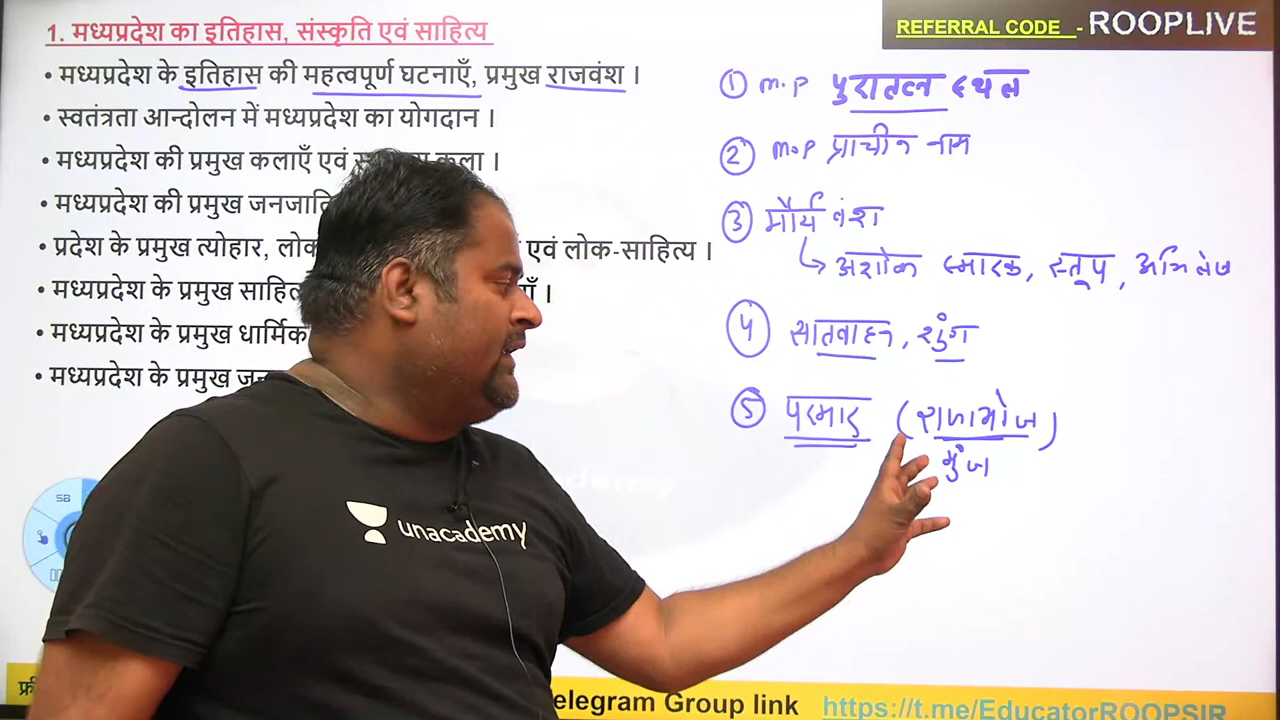 1. मध्यप्रदेश का इतिहास, संस्कृति एवं साहित्य
• मध्यप्रदेश के इतिहास की महत्वपूर्ण घटनाएँ, प्रमुख राजवंश ।
• स्वतंत्रता आन्दोलन में मध्यप्रदेश का योगदान ।
• मध्यप्रदेश की प्रमुख कलाएँ एवं कला ।
• मध्यप्रदेश की प्रमुख
• प्रदेश के प्रमुख त्योहार, एवं लोक-साहित्य ।
• मध्यप्रदेश के प्रमुख
• मध्यप्रदेश के प्रमुख धार्मिक
• मध्यप्रदेश के प्रमुख
REFERRAL CODE - ROOPLIVE
① M.P पुरातत्व स्थल
② M.P प्राचीन नाम
③ मौर्य वंश
↳ अशोक स्मारक, स्तूप, अभिलेख
④ सातवाहन, शुंग
⑤ परमार (राजाभोज)
मुंज
SB
unacademy
Telegram Group link https://t.me/EducatorROOPSIR